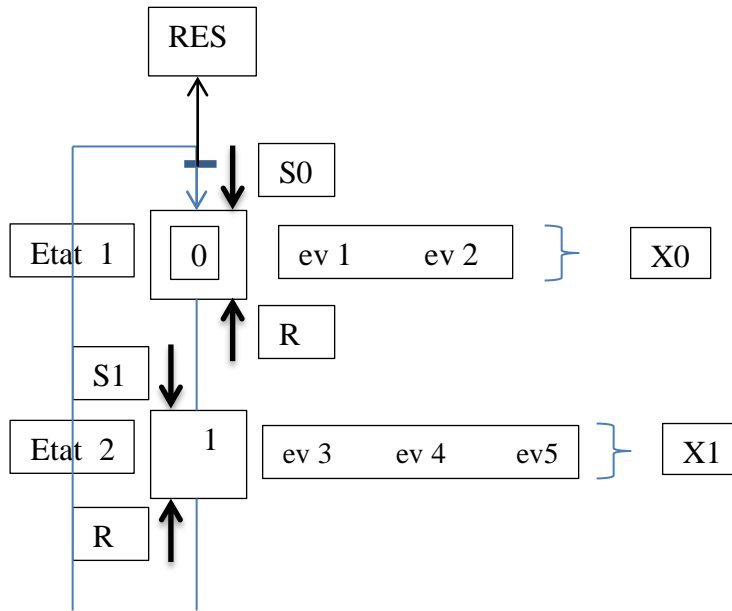 RES
S0
Etat 1
0
ev 1 ev 2
X0
R
S1
Etat 2
1
ev 3 ev 4 ev5
X1
R